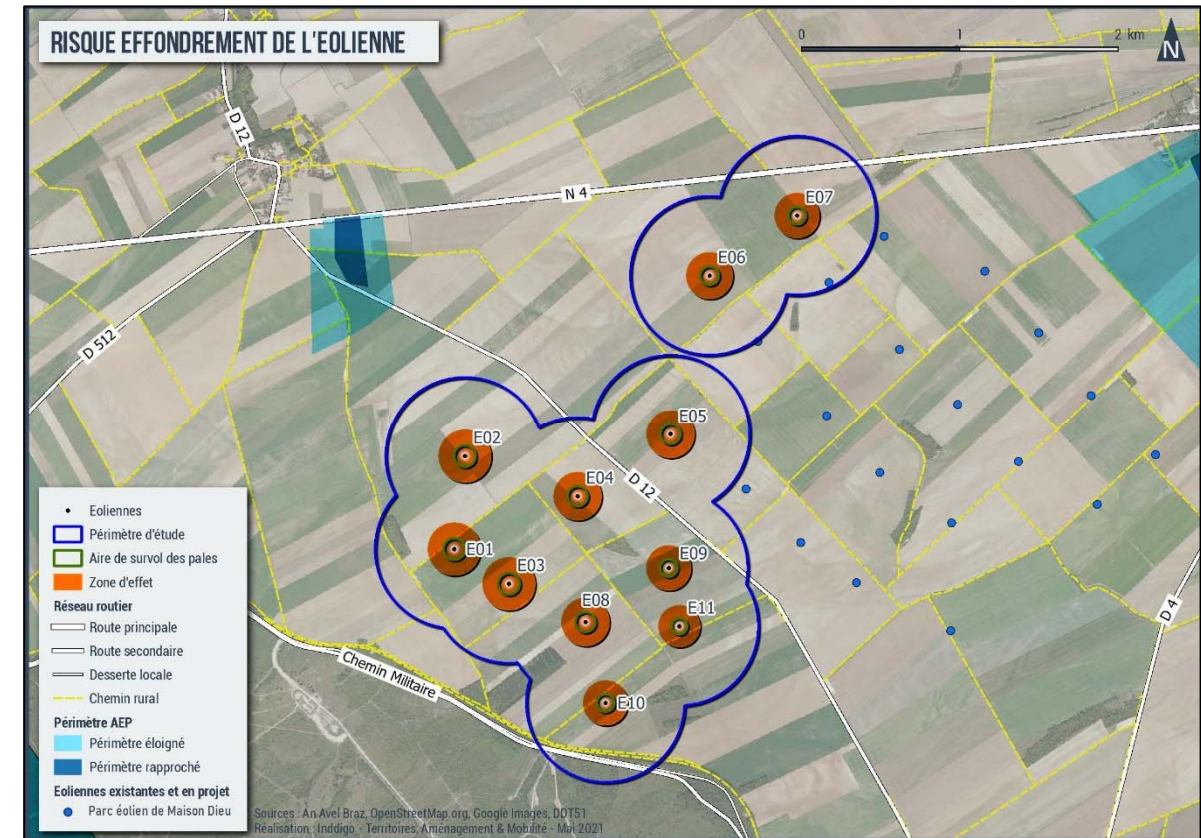 RISQUE EFFONDREMENT DE L'EOLIENNE
0 1 2 km
N
D 12
N 4
D 512
E07
E06
E05
E02
E04
D 12
E01
E03
E09
E08
E11
E10
D 4
Chemin Militaire
Eoliennes
Périmètre d'étude
Aire de survol des pales
Zone d'effet
Réseau routier
Route principale
Route secondaire
Desserte locale
Chemin rural
Périmètre AEP
Périmètre éloigné
Périmètre rapproché
Eoliennes existantes et en projet
Parc éolien de Maison Dieu
Sources : An Avel Braz, OpenStreetMap.org, Google Images, DDT51
Réalisation : Inddigo - Territoires, Aménagement & Mobilité - Mai 2021